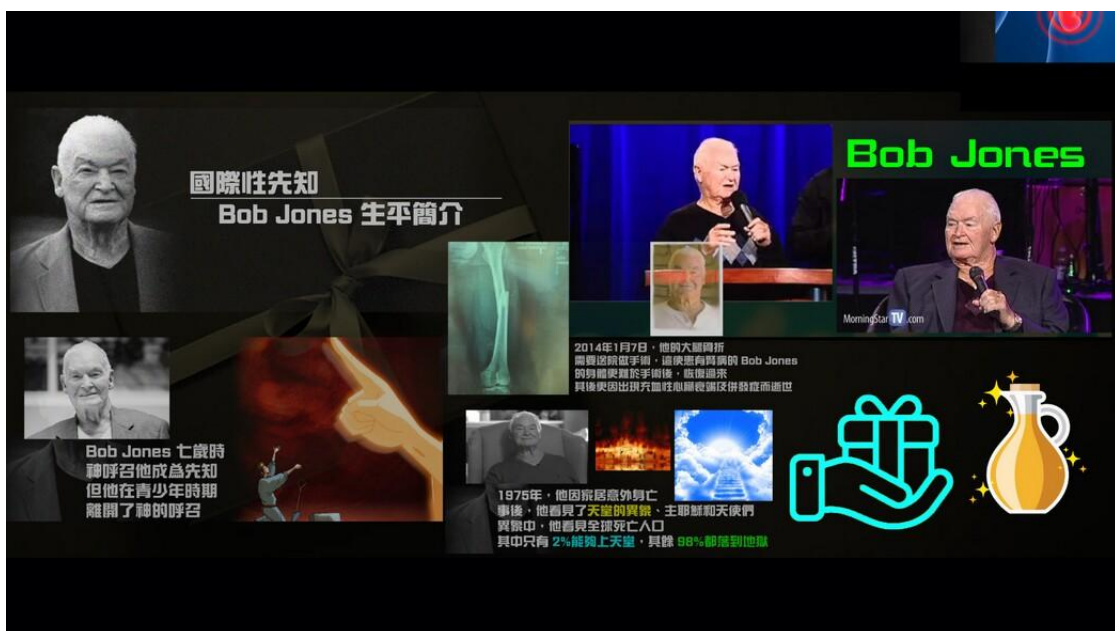 國際性先知
Bob Jones 生平簡介
Bob Jones
MorningStar TV .com
2014年1月7日，他的大腿骨折
需要送院做手術，這使患有腎病的 Bob Jones
的身體更難於手術後，恢復過來
其後更因出現充血性心臟衰竭及併發症而逝世
Bob Jones 七歲時
神呼召他成為先知
但他在青少年時期
離開了神的呼召
1975年，他因家居意外身亡
事後，他看見了天堂的異象、主耶穌和天使們
異象中，他看見全球死亡人口
其中只有 2%能夠上天堂，其餘 98%都落到地獄